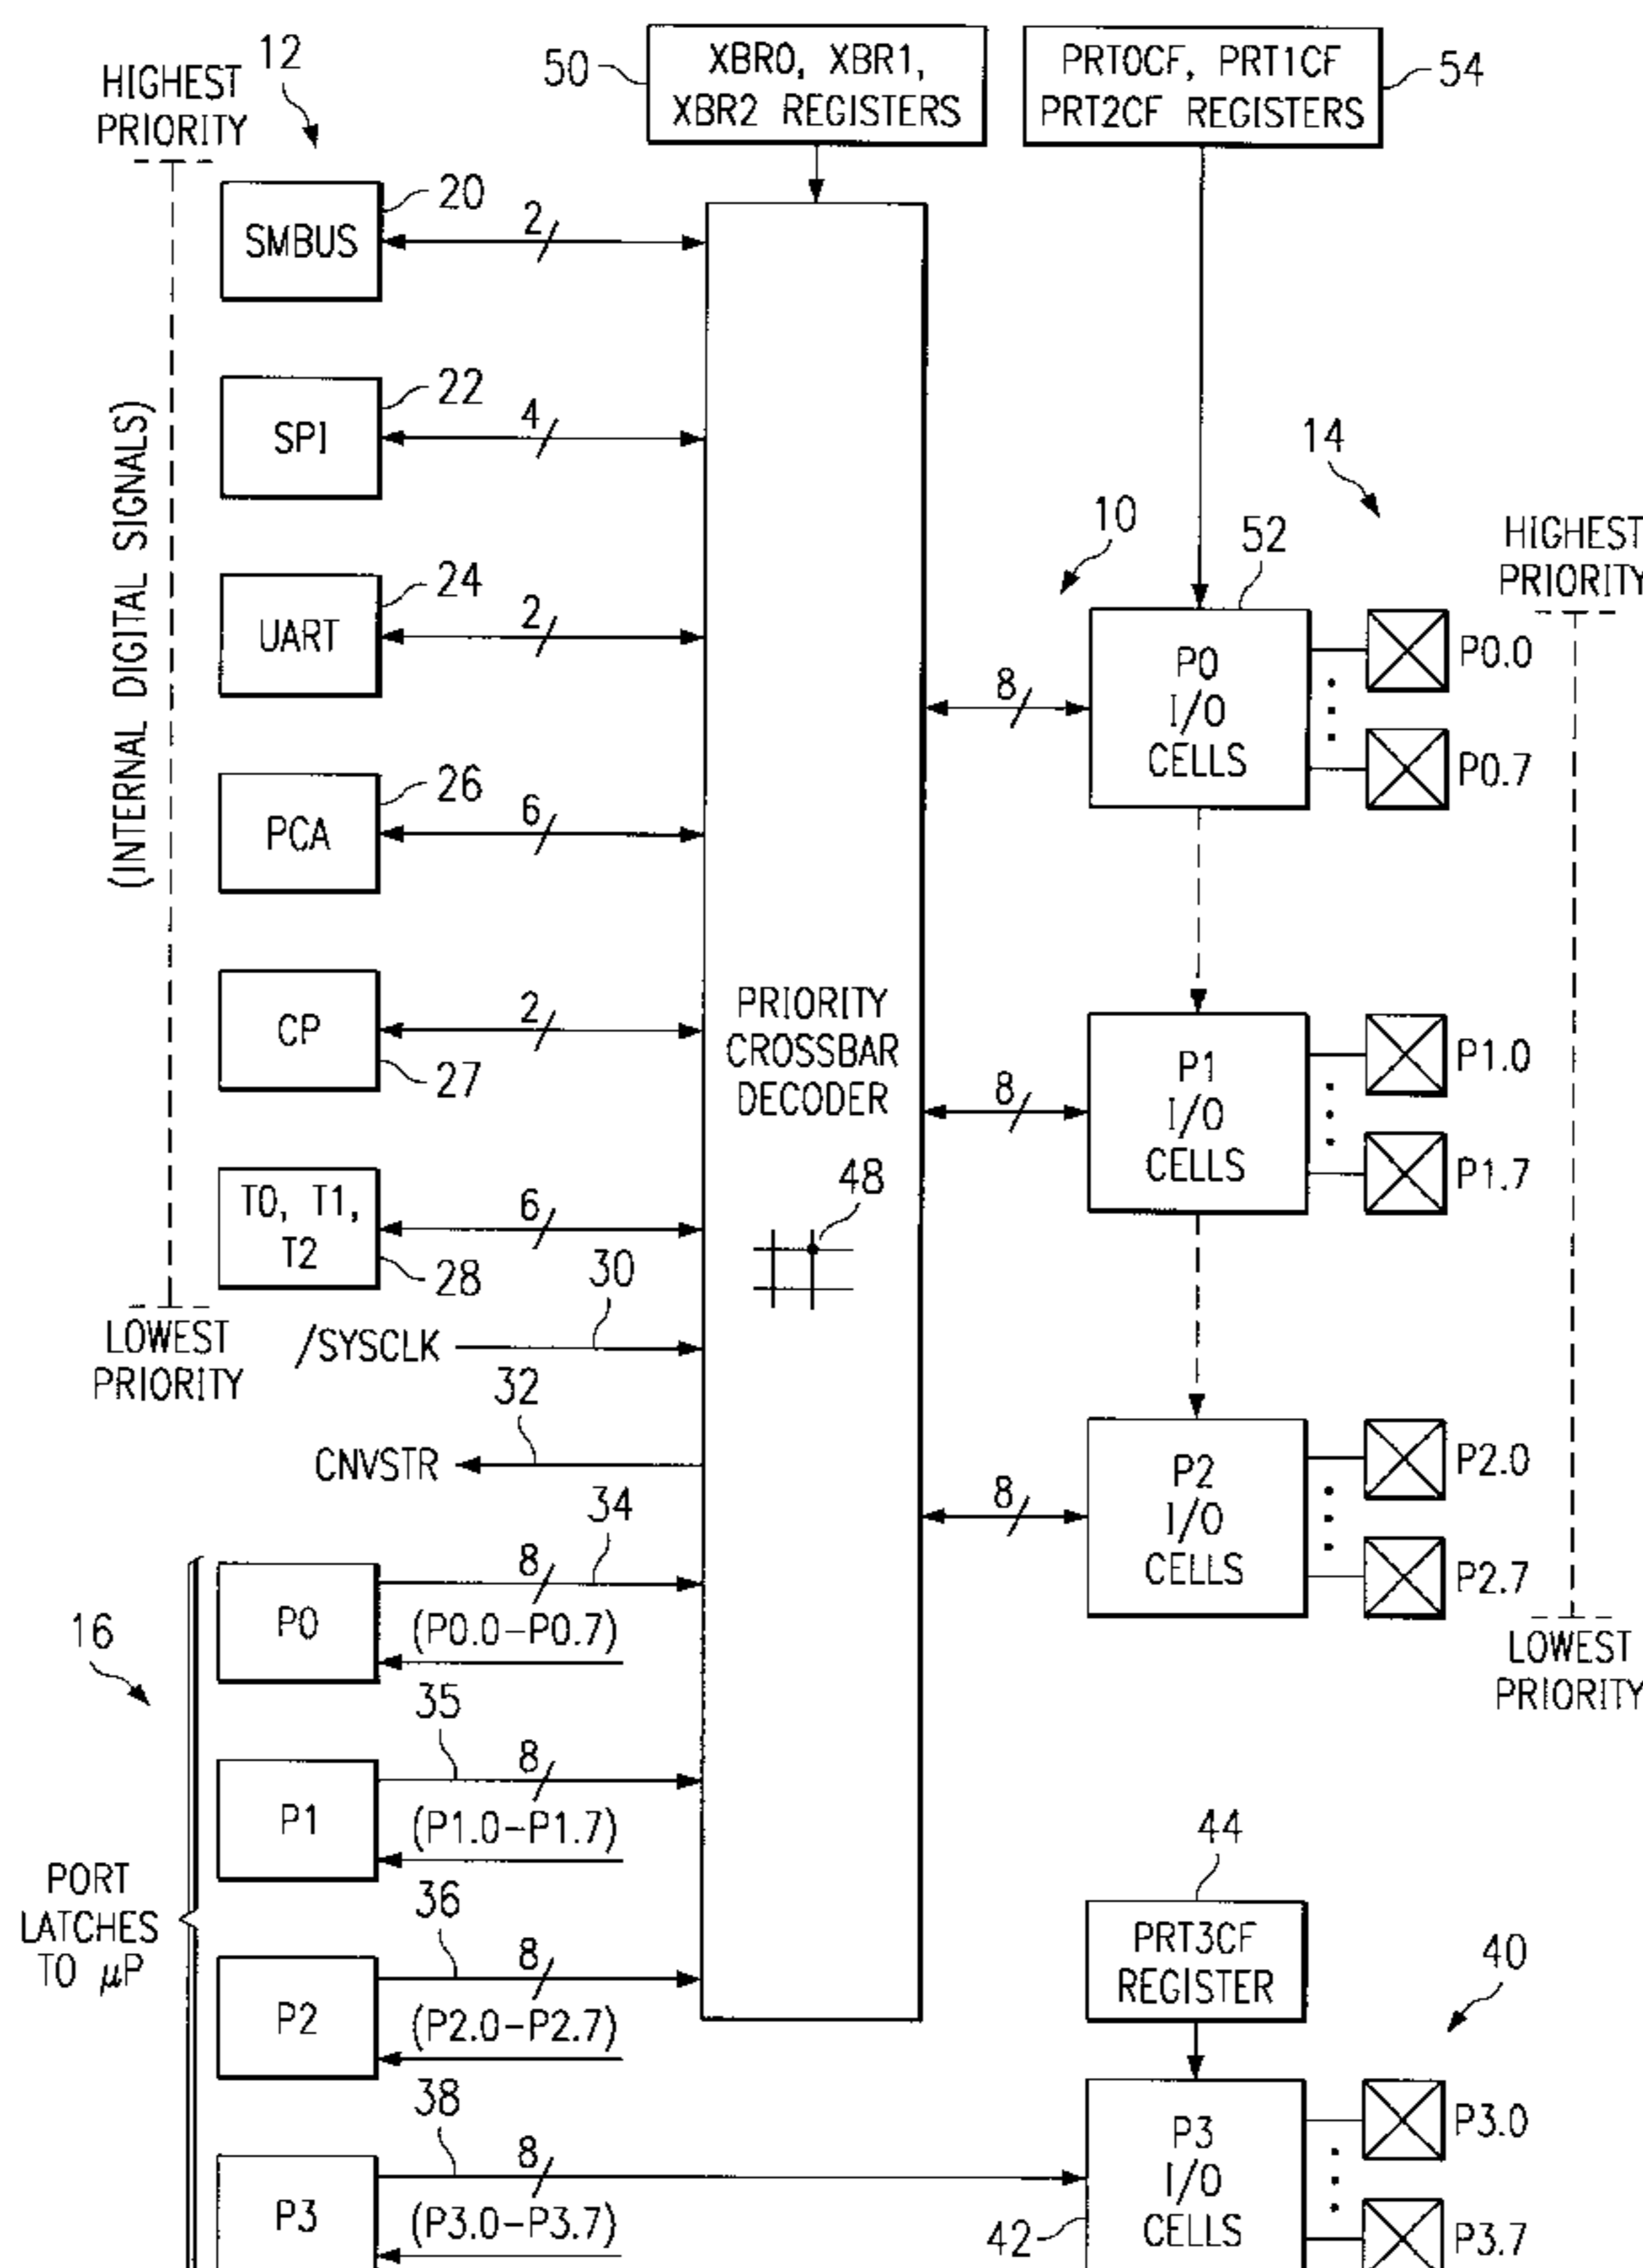 HIGHEST
PRIORITY
12
50
XBR0, XBR1,
XBR2 REGISTERS
PRT0CF, PRT1CF
PRT2CF REGISTERS
54
(INTERNAL DIGITAL SIGNALS)
SMBUS
20
2
SPI
22
4
UART
24
2
PCA
26
6
CP
27
2
T0, T1,
T2
28
6
LOWEST
PRIORITY
/SYSCLK
30
CNVSTR
32
PRIORITY
CROSSBAR
DECODER
48
10
14
52
HIGHEST
PRIORITY
8
P0
I/O
CELLS
P0.0
P0.7
8
P1
I/O
CELLS
P1.0
P1.7
8
P2
I/O
CELLS
P2.0
P2.7
LOWEST
PRIORITY
16
PORT
LATCHES
TO μP
P0
8
34
(P0.0-P0.7)
P1
35
8
(P1.0-P1.7)
P2
36
8
(P2.0-P2.7)
P3
38
8
(P3.0-P3.7)
44
PRT3CF
REGISTER
40
P3
I/O
CELLS
42
P3.0
P3.7